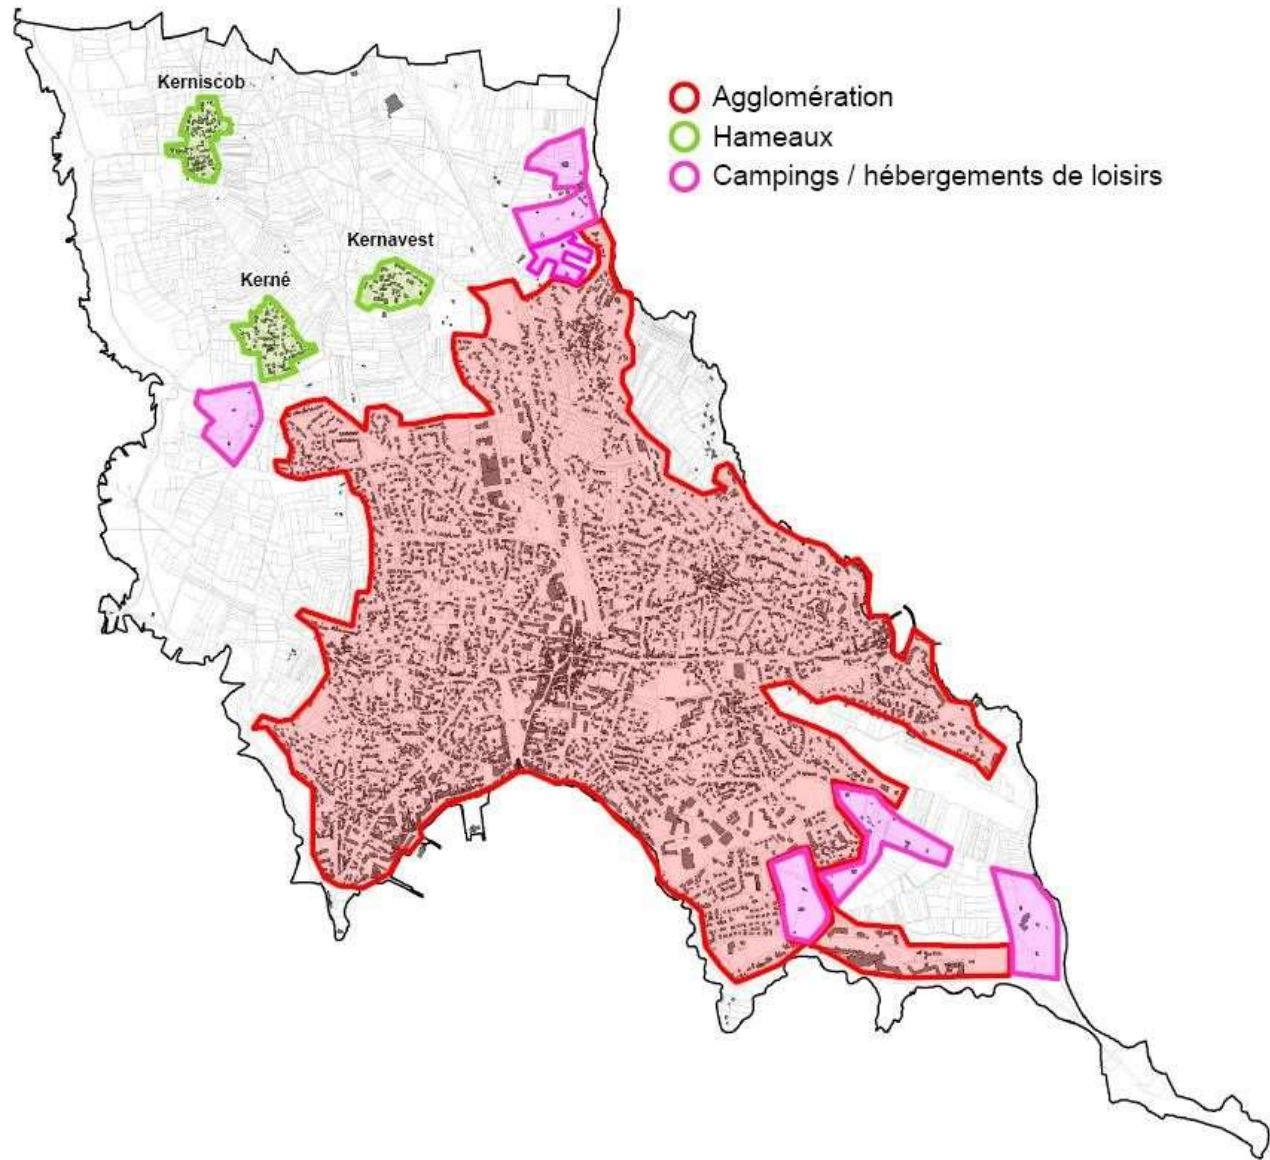 Kerniscob
Agglomération
Hameaux
Campings / hébergements de loisirs
Kernavest
Kerné